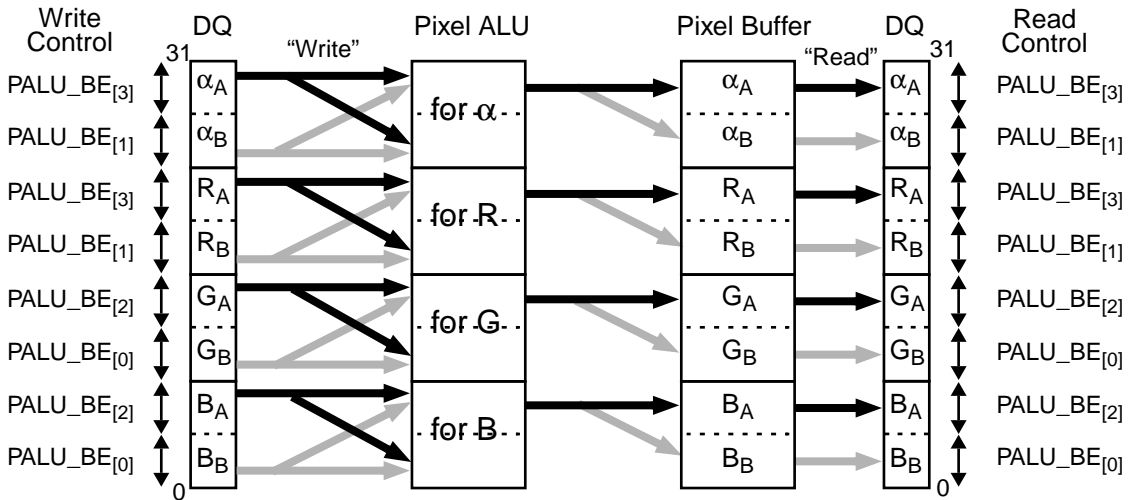 Write Control DQ Pixel ALU Pixel Buffer DQ Read Control
31 “Write” “Read” 31
PALU_BE[3] αA for α αA αA PALU_BE[3]
PALU_BE[1] αB αB αB PALU_BE[1]
PALU_BE[3] RA for R RA RA PALU_BE[3]
PALU_BE[1] RB RB RB PALU_BE[1]
PALU_BE[2] GA for G GA GA PALU_BE[2]
PALU_BE[0] GB GB GB PALU_BE[0]
PALU_BE[2] BA for B BA BA PALU_BE[2]
PALU_BE[0] BB BB BB PALU_BE[0]
0 0